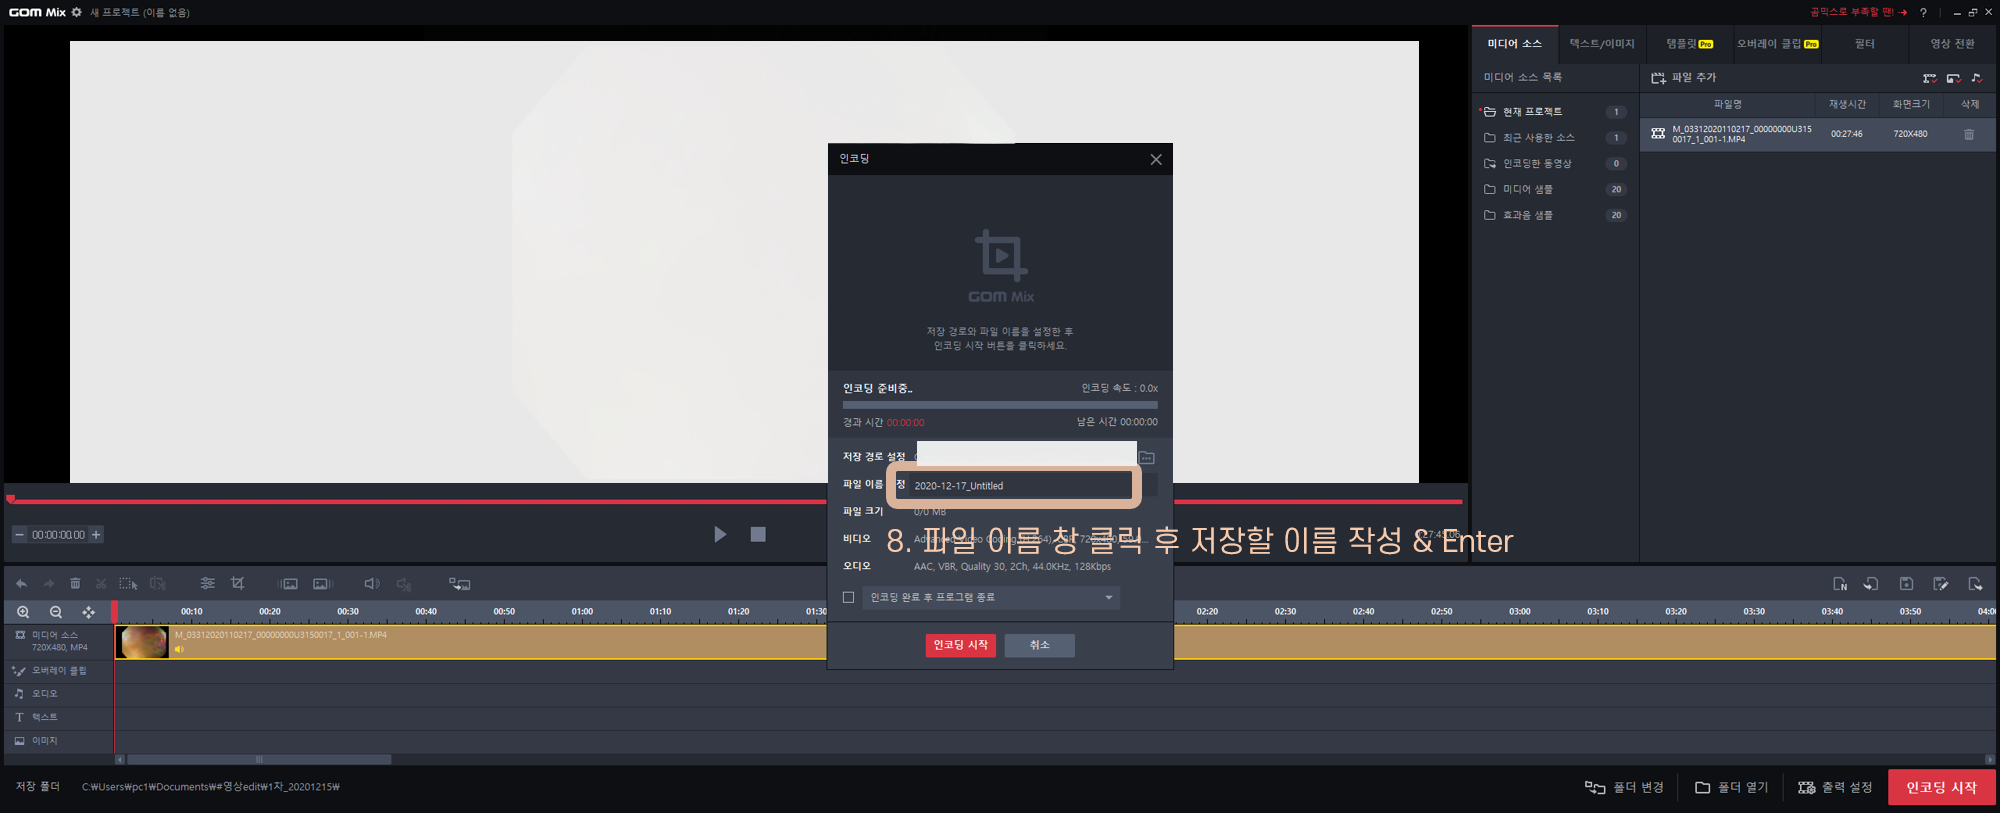 GOM Mix 새 프로젝트 (이름 없음)
곰믹스로 부족할 땐! → ?
미디어 소스 텍스트/이미지 템플릿 Pro 오버레이 클립 Pro 필터 영상 전환
미디어 소스 목록
파일 추가
현재 프로젝트 1
최근 사용한 소스 1
인코딩한 동영상 0
미디어 샘플 20
효과음 샘플 20
파일명 재생시간 화면크기 삭제
M_03312020110217_00000000U315
0017_1_001-1.MP4
00:27:46 720X480
인코딩
GOM Mix
저장 경로와 파일 이름을 설정한 후
인코딩 시작 버튼을 클릭하세요.
인코딩 준비중.. 인코딩 속도 : 0.0x
경과 시간 00:00:00 남은 시간 00:00:00
저장 경로 설정
파일 이름 정 2020-12-17_Untitled
파일 크기 0/0 MB
8. 파일 이름 창 클릭 후 저장할 이름 작성 & Enter
비디오
오디오 AAC, VBR, Quality 30, 2Ch, 44.0KHz, 128Kbps
인코딩 완료 후 프로그램 종료
인코딩 시작 취소
00:00:00.00
00:10 00:20 00:30 00:40 00:50 01:00 01:10 01:20 01:30 02:20 02:30 02:40 02:50 03:00 03:10 03:20 03:30 03:40 03:50 04:0
미디어 소스
720X480, MP4
M_03312020110217_00000000U3150017_1_001-1.MP4
오버레이 클립
오디오
텍스트
이미지
저장 폴더 C:₩Users₩pc1₩Documents₩#영상edit₩1차_20201215₩
폴더 변경 폴더 열기 출력 설정 인코딩 시작